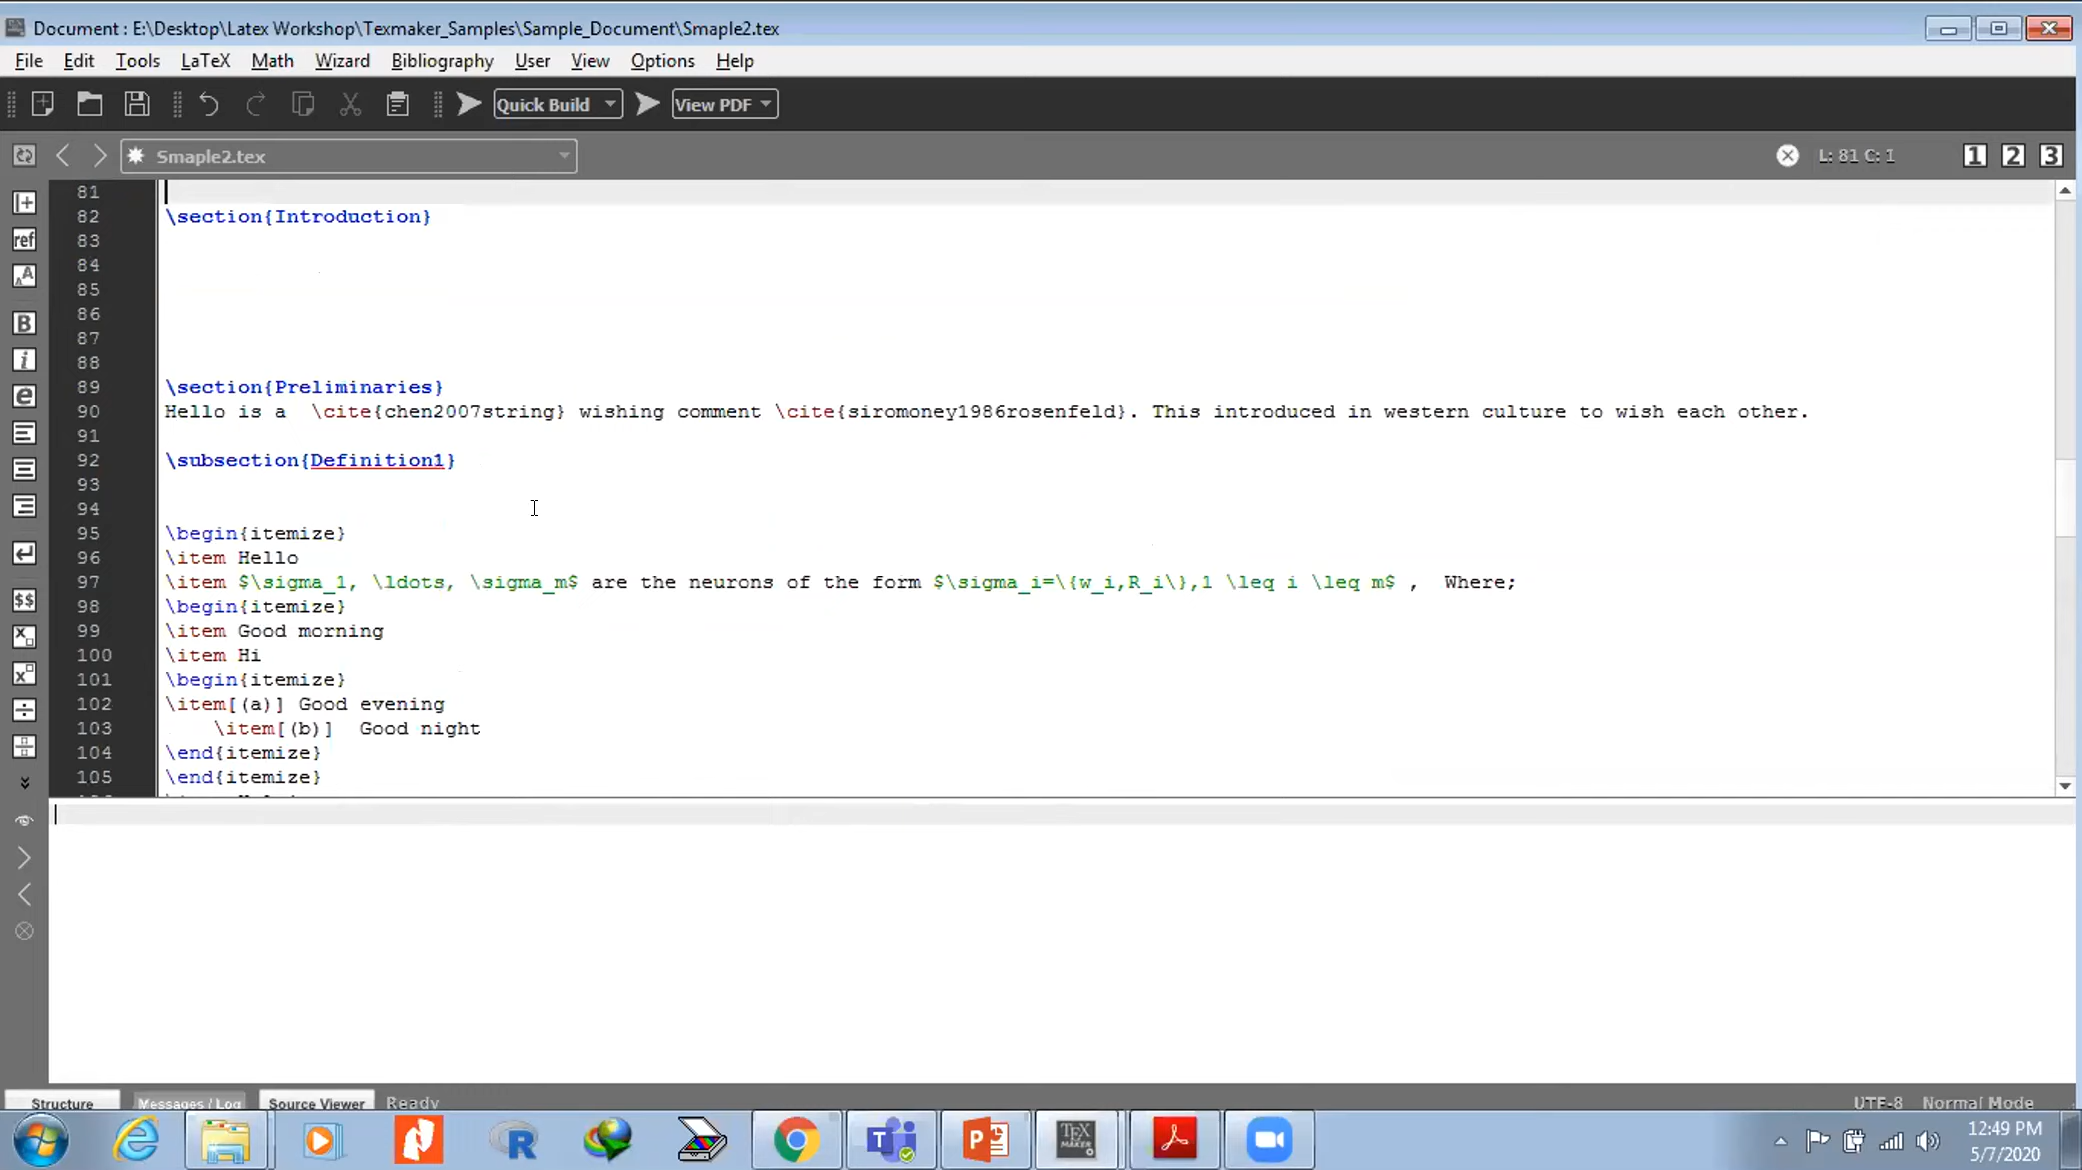 Document : E:\Desktop\Latex Workshop\Texmaker_Samples\Sample_Document\Smaple2.tex
File Edit Tools LaTeX Math Wizard Bibliography User View Options Help
Quick Build View PDF
Smaple2.tex L: 81 C: 1 1 2 3
81
82 \section{Introduction}
83
84
85
86
87
88
89 \section{Preliminaries}
90 Hello is a \cite{chen2007string} wishing comment \cite{siromoney1986rosenfeld}. This introduced in western culture to wish each other.
91
92 \subsection{Definition1}
93
94
95 \begin{itemize}
96 \item Hello
97 \item $\sigma_1, \ldots, \sigma_m$ are the neurons of the form $\sigma_i=\{w_i,R_i\},1 \leq i \leq m$ , Where;
98 \begin{itemize}
99 \item Good morning
100 \item Hi
101 \begin{itemize}
102 \item[(a)] Good evening
103 \item[(b)] Good night
104 \end{itemize}
105 \end{itemize}
ref
$$
Structure Messages / Log Source Viewer Ready UTF-8 Normal Mode
12:49 PM
5/7/2020